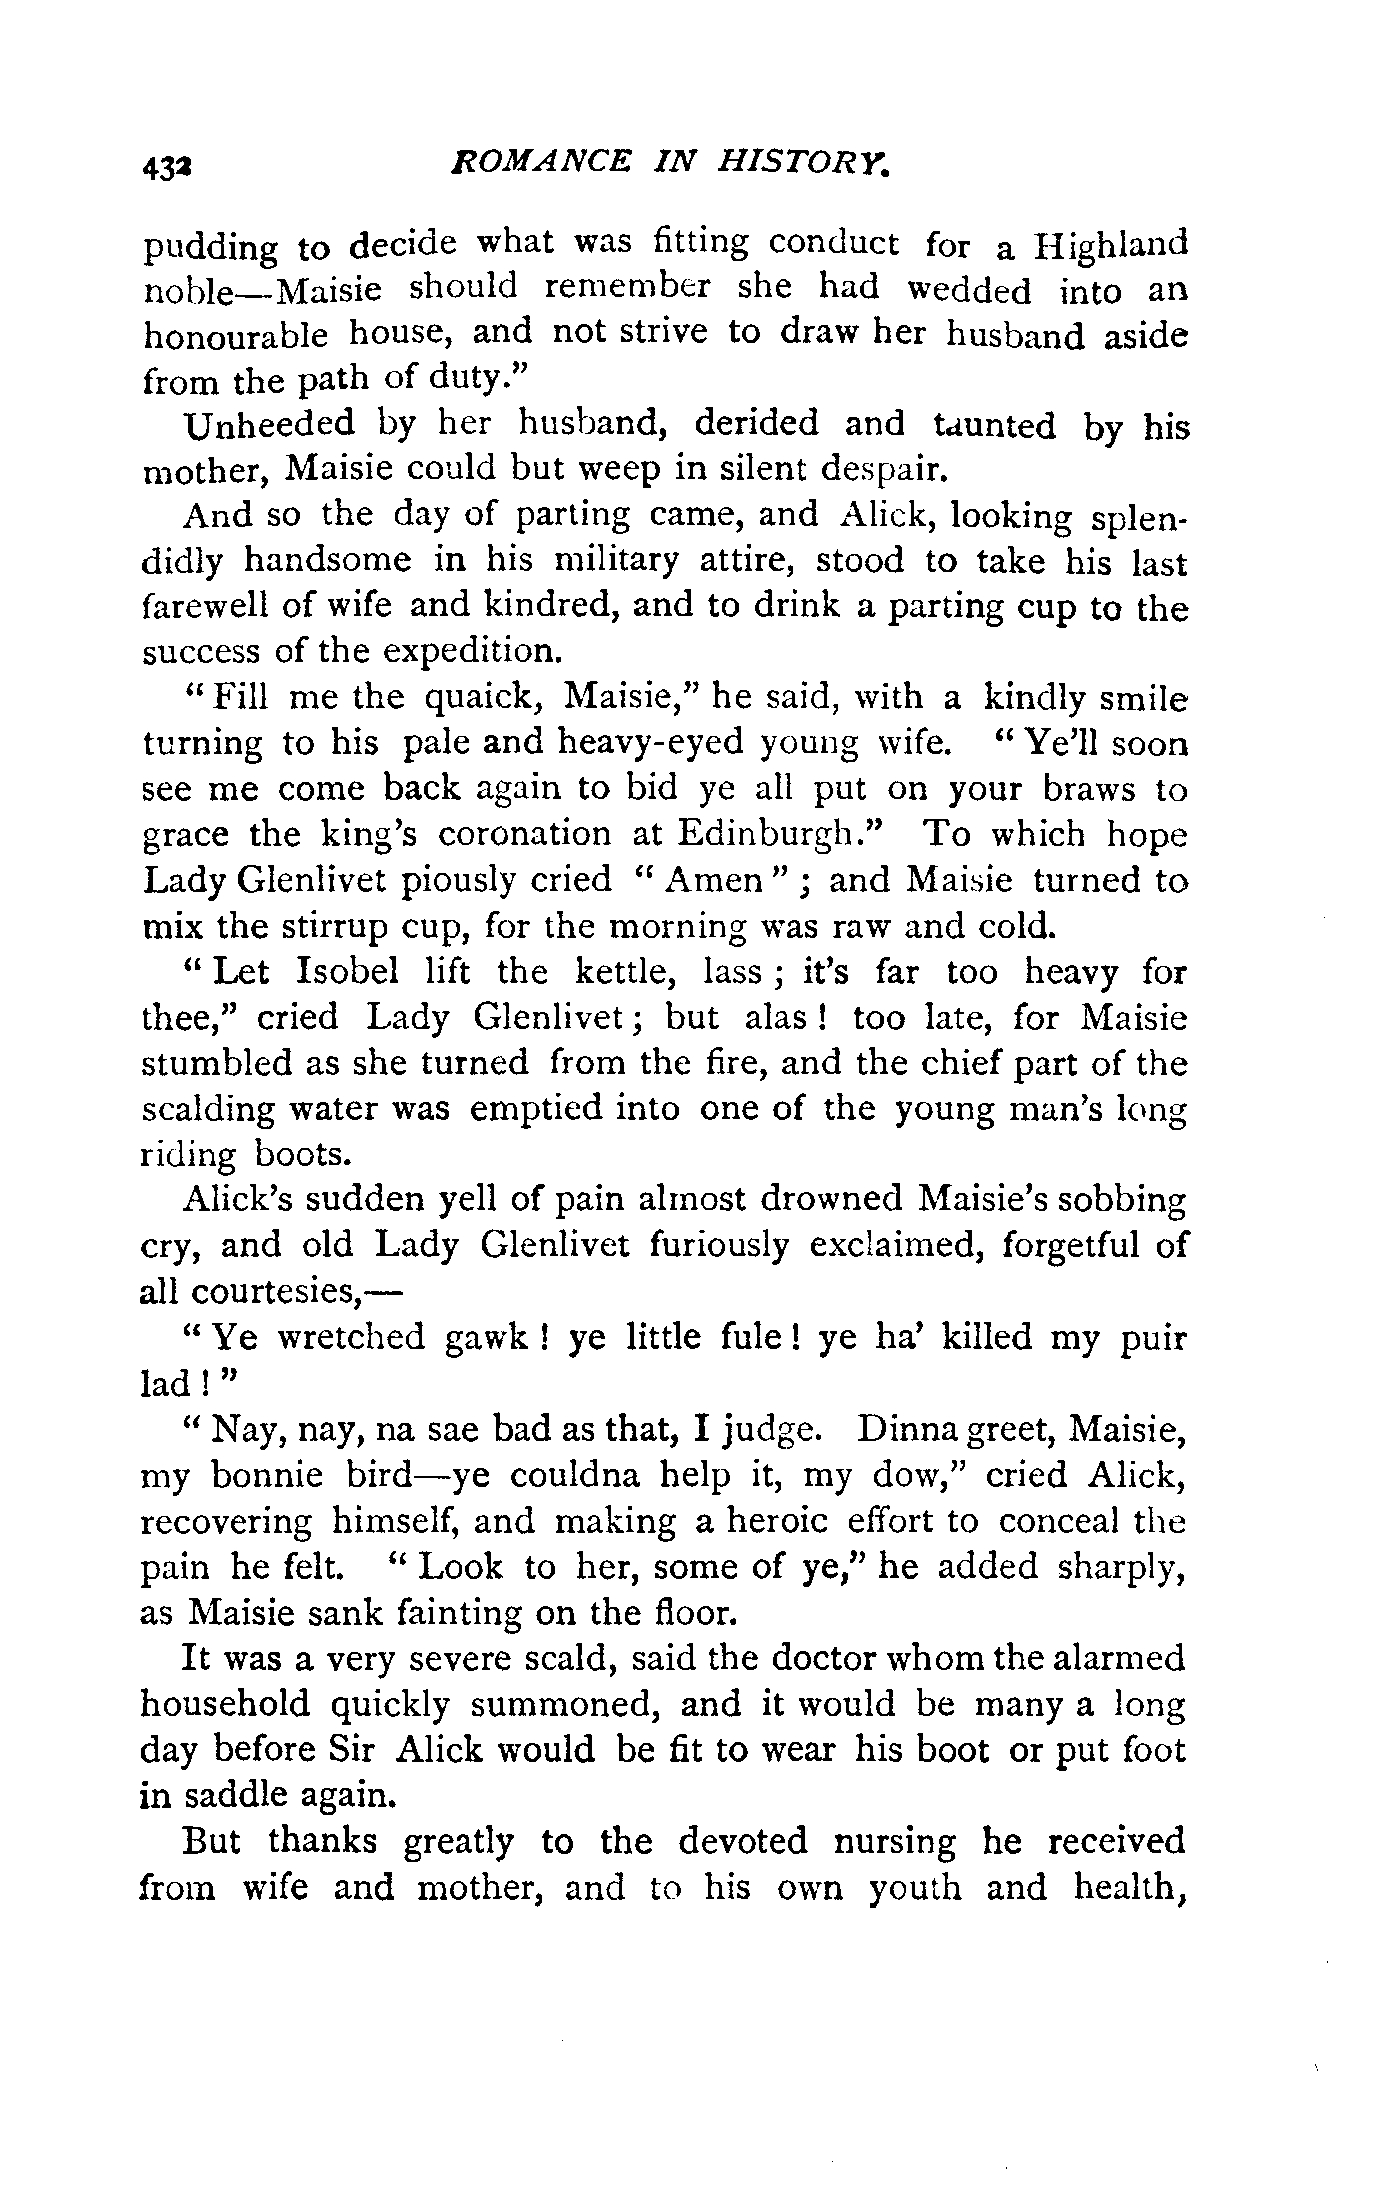 432 ROMANCE IN HISTORY.
pudding to decide what was fitting conduct for a Highland
noble—Maisie should remember she had wedded into an
honourable house, and not strive to draw her husband aside
from the path of duty.”
Unheeded by her husband, derided and taunted by his
mother, Maisie could but weep in silent despair.
And so the day of parting came, and Alick, looking splen-
didly handsome in his military attire, stood to take his last
farewell of wife and kindred, and to drink a parting cup to the
success of the expedition.
“ Fill me the quaick, Maisie,” he said, with a kindly smile
turning to his pale and heavy-eyed young wife. “ Ye’ll soon
see me come back again to bid ye all put on your braws to
grace the king’s coronation at Edinburgh.” To which hope
Lady Glenlivet piously cried “ Amen ” ; and Maisie turned to
mix the stirrup cup, for the morning was raw and cold.
“ Let Isobel lift the kettle, lass ; it’s far too heavy for
thee,” cried Lady Glenlivet ; but alas ! too late, for Maisie
stumbled as she turned from the fire, and the chief part of the
scalding water was emptied into one of the young man’s long
riding boots.
Alick’s sudden yell of pain almost drowned Maisie’s sobbing
cry, and old Lady Glenlivet furiously exclaimed, forgetful of
all courtesies,—
“ Ye wretched gawk ! ye little fule ! ye ha’ killed my puir
lad ! ”
“ Nay, nay, na sae bad as that, I judge. Dinna greet, Maisie,
my bonnie bird—ye couldna help it, my dow,” cried Alick,
recovering himself, and making a heroic effort to conceal the
pain he felt. “ Look to her, some of ye,” he added sharply,
as Maisie sank fainting on the floor.
It was a very severe scald, said the doctor whom the alarmed
household quickly summoned, and it would be many a long
day before Sir Alick would be fit to wear his boot or put foot
in saddle again.
But thanks greatly to the devoted nursing he received
from wife and mother, and to his own youth and health,